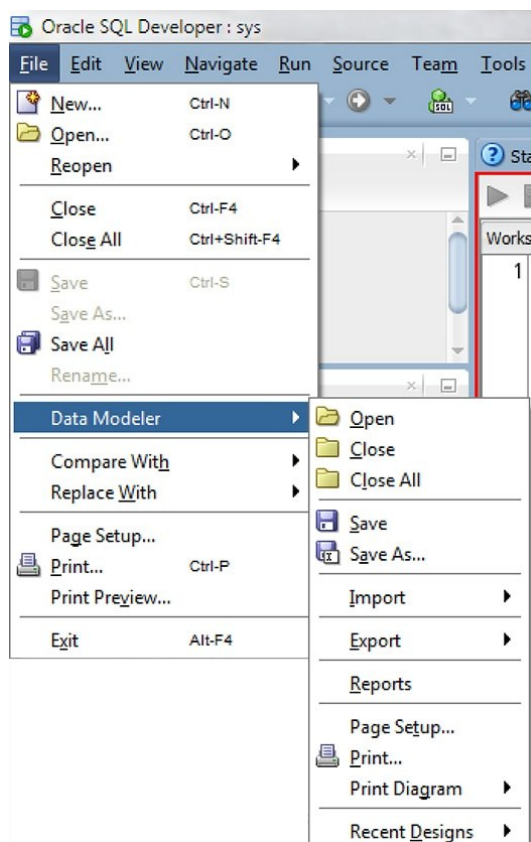 Oracle SQL Developer : sys
File Edit View Navigate Run Source Team Tools
New... Ctrl-N
Open... Ctrl-O
Reopen
Close Ctrl-F4
Close All Ctrl+Shift-F4
Save Ctrl-S
Save As...
Save All
Rename...
Data Modeler
Compare With
Replace With
Page Setup...
Print... Ctrl-P
Print Preview...
Exit Alt-F4
SQL
Sta
Works
1
Open
Close
Close All
Save
Save As...
Import
Export
Reports
Page Setup...
Print...
Print Diagram
Recent Designs